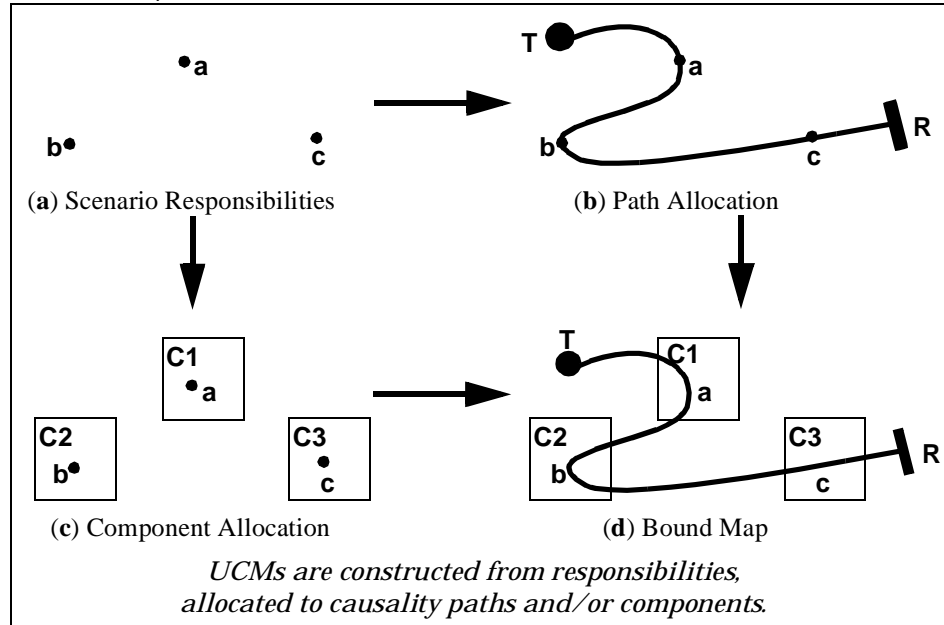 T
a
a
R
b
b
c
c
(a) Scenario Responsibilities
(b) Path Allocation
T
C1
C1
a
a
C2
C3
C2
C3
R
b
b
c
c
(c) Component Allocation
(d) Bound Map
UCMs are constructed from responsibilities,
allocated to causality paths and/or components.